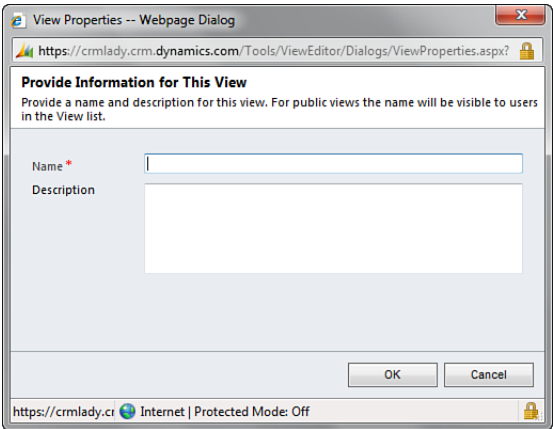 View Properties -- Webpage Dialog
https://crmlady.crm.dynamics.com/Tools/ViewEditor/Dialogs/ViewProperties.aspx?
Provide Information for This View
Provide a name and description for this view. For public views the name will be visible to users
in the View list.
Name *
Description
OK Cancel
https://crmlady.cr Internet | Protected Mode: Off